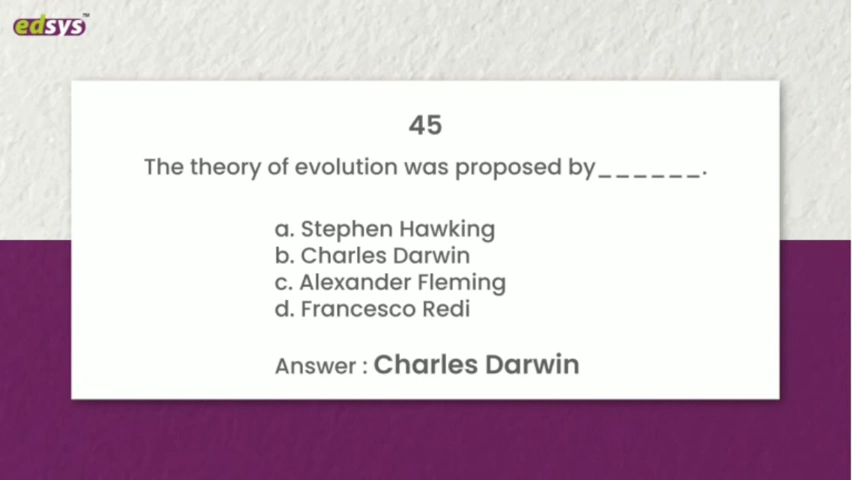 edsys™
45
The theory of evolution was proposed by______.
a. Stephen Hawking
b. Charles Darwin
c. Alexander Fleming
d. Francesco Redi
Answer : Charles Darwin